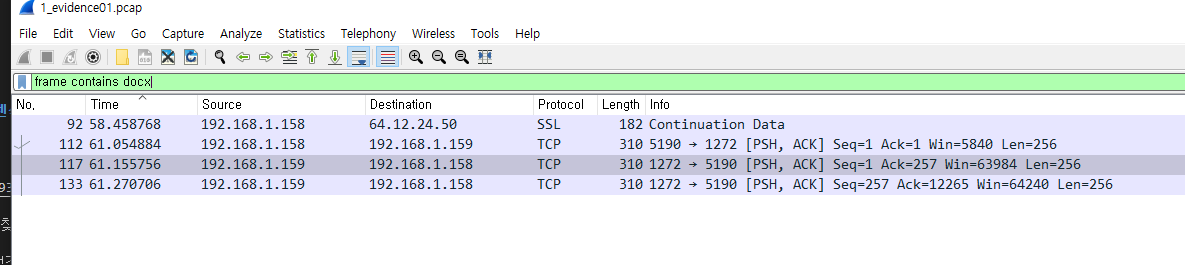 1_evidence01.pcap
File Edit View Go Capture Analyze Statistics Telephony Wireless Tools Help
frame contains docx
No. Time Source Destination Protocol Length Info
92 58.458768 192.168.1.158 64.12.24.50 SSL 182 Continuation Data
112 61.054884 192.168.1.158 192.168.1.159 TCP 310 5190 → 1272 [PSH, ACK] Seq=1 Ack=1 Win=5840 Len=256
117 61.155756 192.168.1.159 192.168.1.158 TCP 310 1272 → 5190 [PSH, ACK] Seq=1 Ack=257 Win=63984 Len=256
133 61.270706 192.168.1.159 192.168.1.158 TCP 310 1272 → 5190 [PSH, ACK] Seq=257 Ack=12265 Win=64240 Len=256